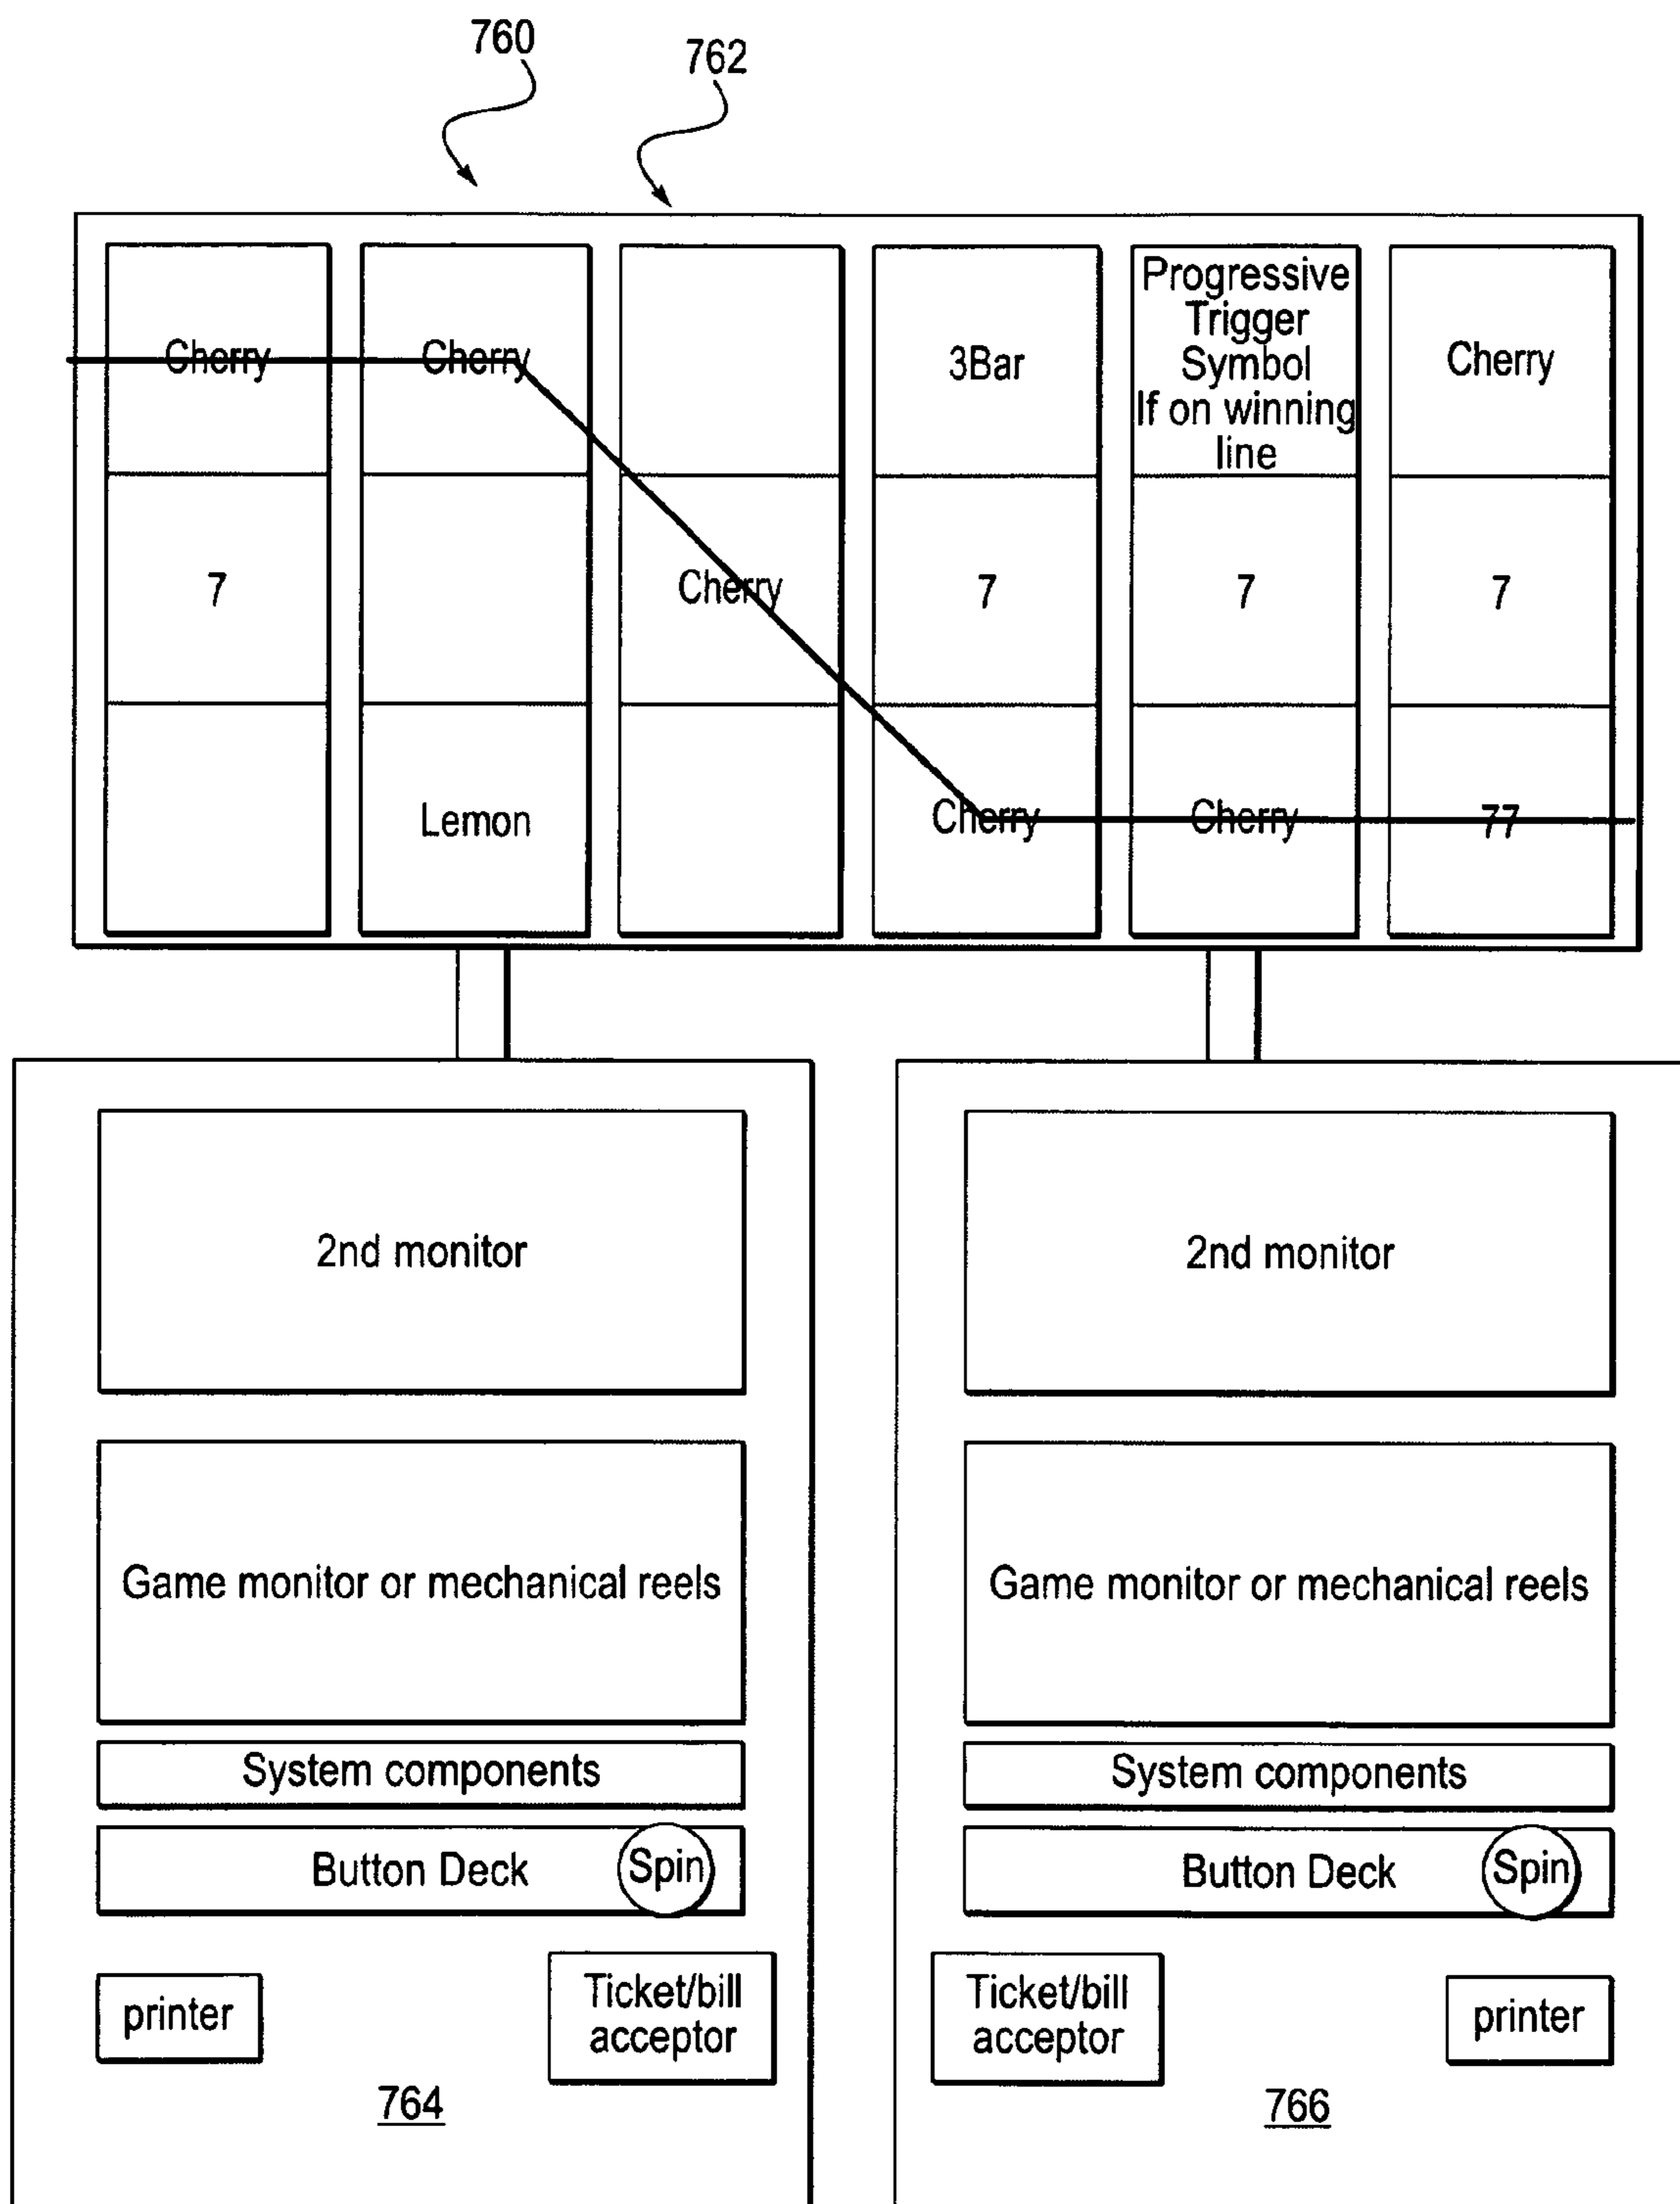 760
762
Cherry
Cherry
3Bar
Progressive
Trigger
Symbol
If on winning
line
Cherry
7
Cherry
7
7
7
Lemon
Cherry
Cherry
77
2nd monitor
2nd monitor
Game monitor or mechanical reels
Game monitor or mechanical reels
System components
System components
Button Deck
Spin
Button Deck
Spin
printer
Ticket/bill
acceptor
Ticket/bill
acceptor
printer
764
766